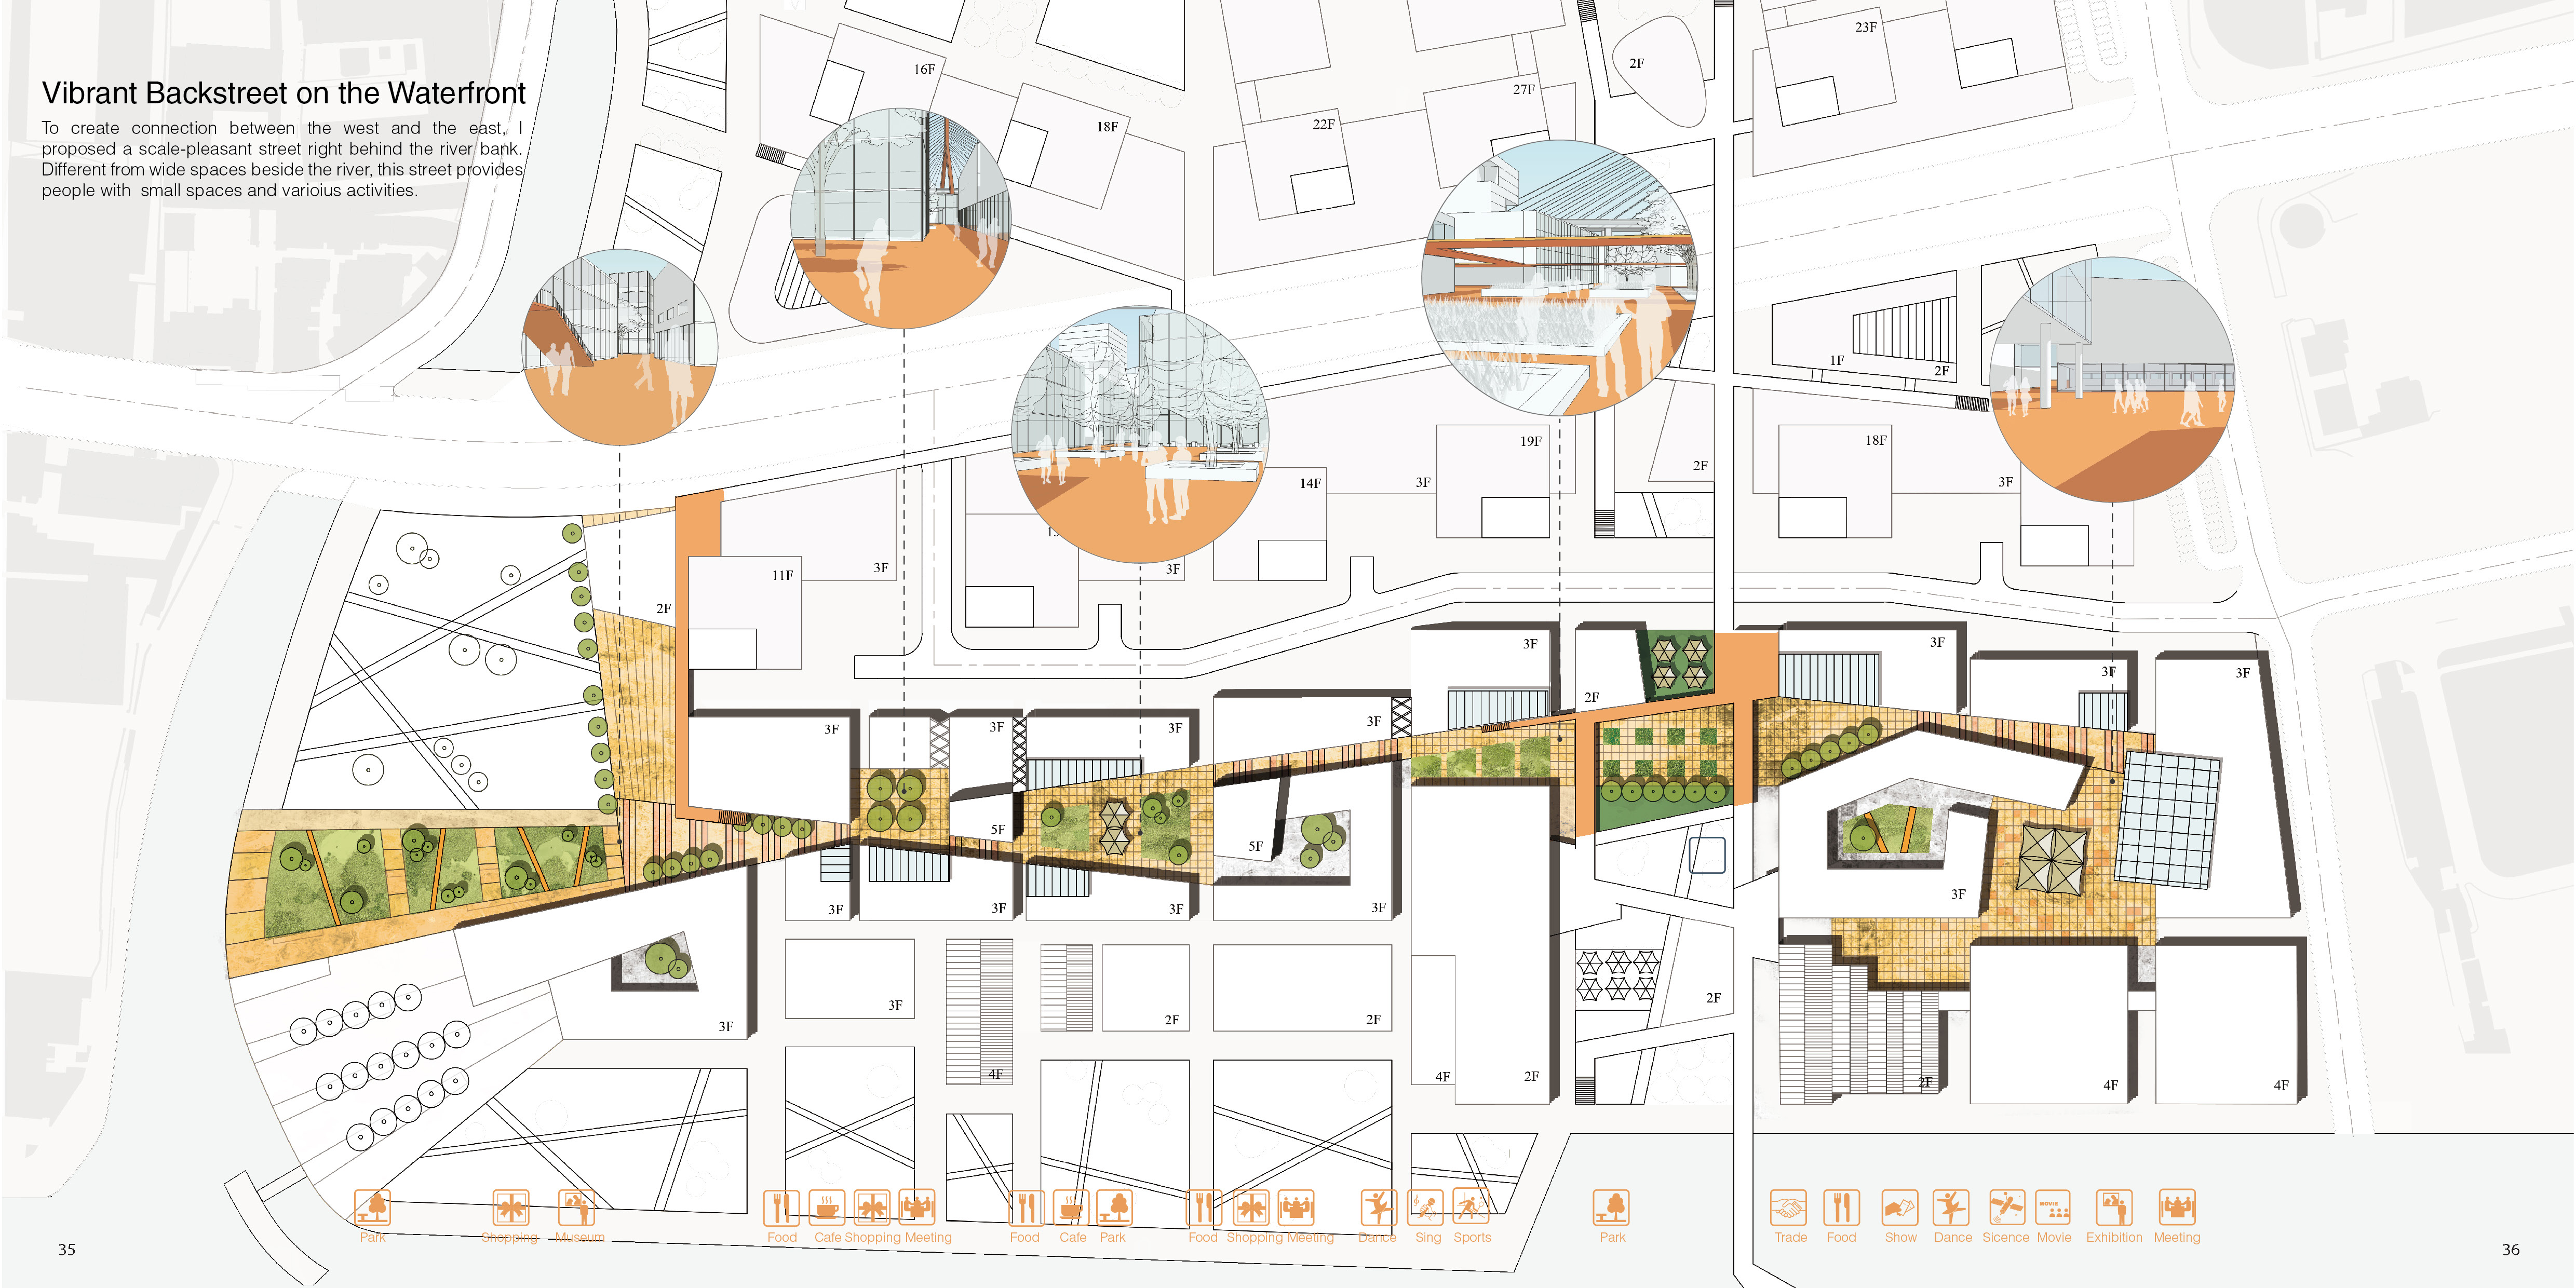 Vibrant Backstreet on the Waterfront
To create connection between the west and the east, I
proposed a scale-pleasant street right behind the river bank.
Different from wide spaces beside the river, this street provides
people with small spaces and varioius activities.
16F
18F
22F
27F
2F
23F
1F
2F
11F
3F
2F
3F
14F
3F
19F
2F
18F
3F
3F
3F
3F
3F
3F
2F
3F
3F
3F
5F
5F
3F
3F
3F
3F
3F
3F
3F
2F
2F
4F
4F
2F
2F
2F
4F
4F
Park
Shopping
Museum
Food
Cafe
Shopping
Meeting
Food
Cafe
Park
Food
Shopping
Meeting
Dance
Sing
Sports
Park
Trade
Food
Show
Dance
Sicence
MOVIE
Movie
Exhibition
Meeting
35
36